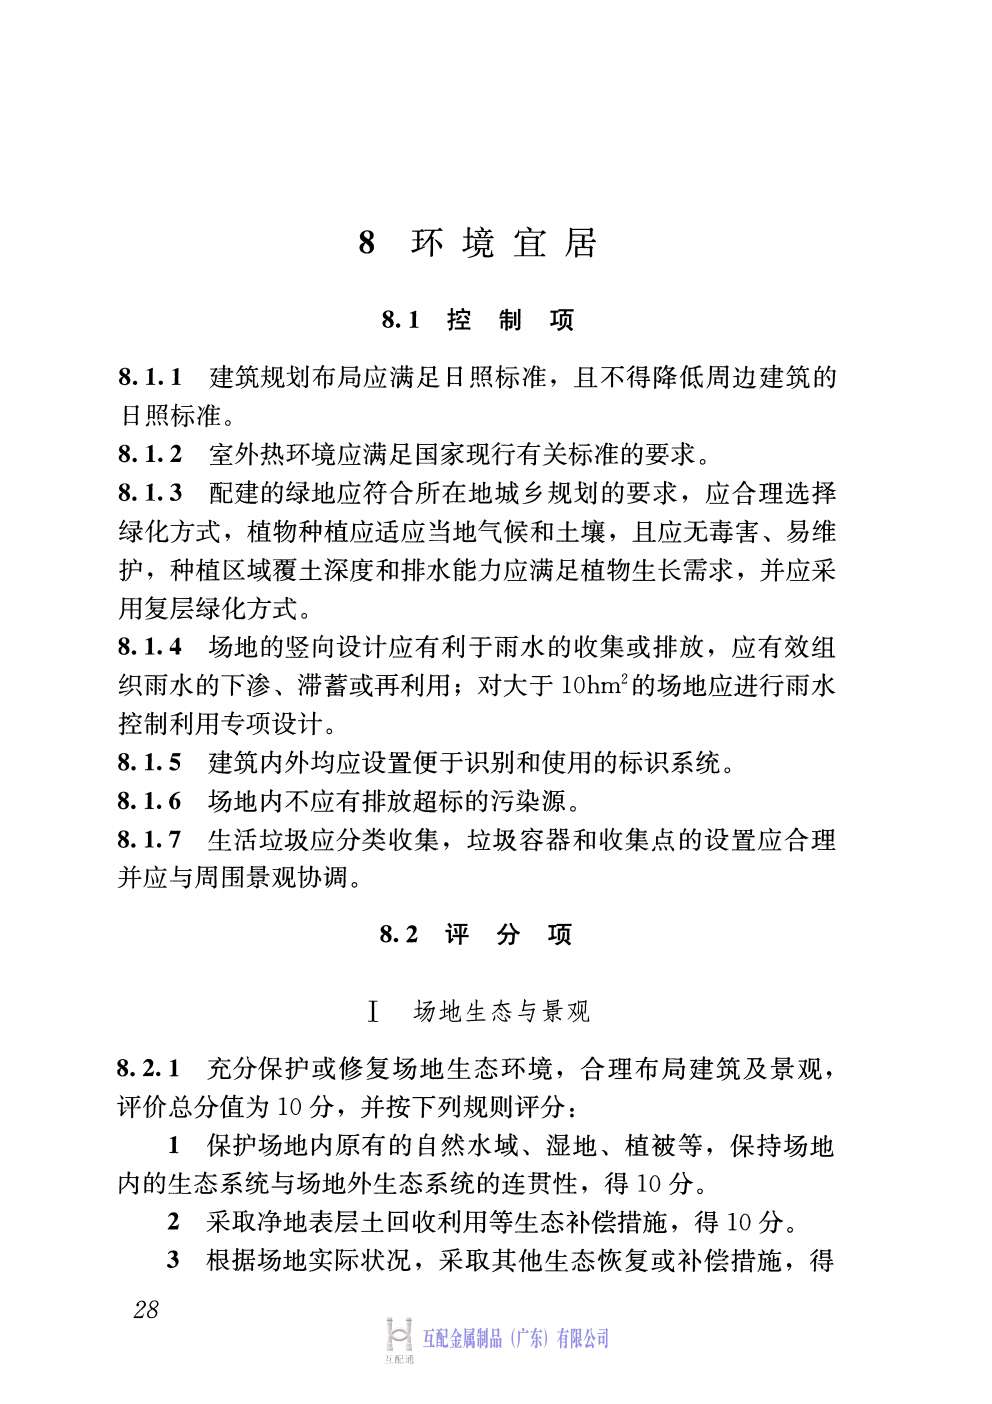 8 环境宜居
8.1 控制项
8.1.1 建筑规划布局应满足日照标准，且不得降低周边建筑的
日照标准。
8.1.2 室外热环境应满足国家现行有关标准的要求。
8.1.3 配建的绿地应符合所在地城乡规划的要求，应合理选择
绿化方式，植物种植应适应当地气候和土壤，且应无毒害、易维
护，种植区域覆土深度和排水能力应满足植物生长需求，并应采
用复层绿化方式。
8.1.4 场地的竖向设计应有利于雨水的收集或排放，应有效组
织雨水的下渗、滞蓄或再利用；对大于10hm²的场地应进行雨水
控制利用专项设计。
8.1.5 建筑内外均应设置便于识别和使用的标识系统。
8.1.6 场地内不应有排放超标的污染源。
8.1.7 生活垃圾应分类收集，垃圾容器和收集点的设置应合理
并应与周围景观协调。
8.2 评分项
Ⅰ 场地生态与景观
8.2.1 充分保护或修复场地生态环境，合理布局建筑及景观，
评价总分值为10分，并按下列规则评分：
1 保护场地内原有的自然水域、湿地、植被等，保持场地
内的生态系统与场地外生态系统的连贯性，得10分。
2 采取净地表层土回收利用等生态补偿措施，得10分。
3 根据场地实际状况，采取其他生态恢复或补偿措施，得
28
互配金属制品（广东）有限公司
互配通